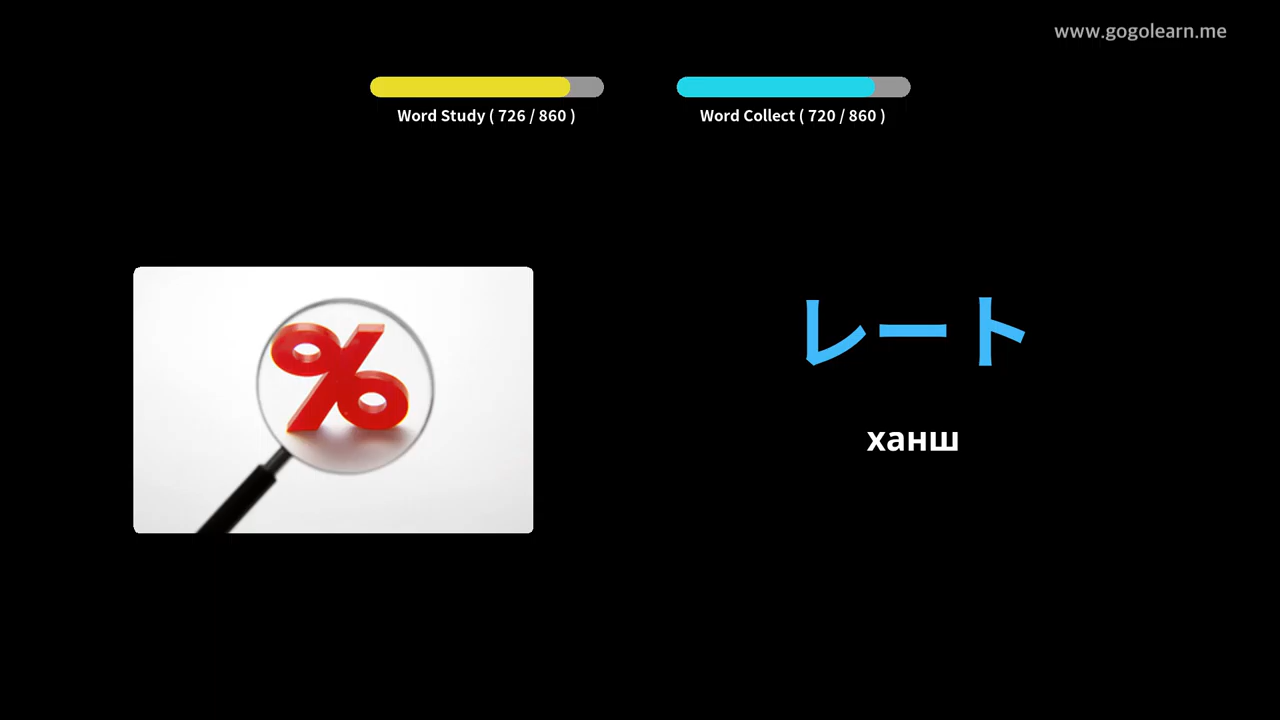 www.gogolearn.me
Word Study ( 726 / 860 )
Word Collect ( 720 / 860 )
%
レート
ханш